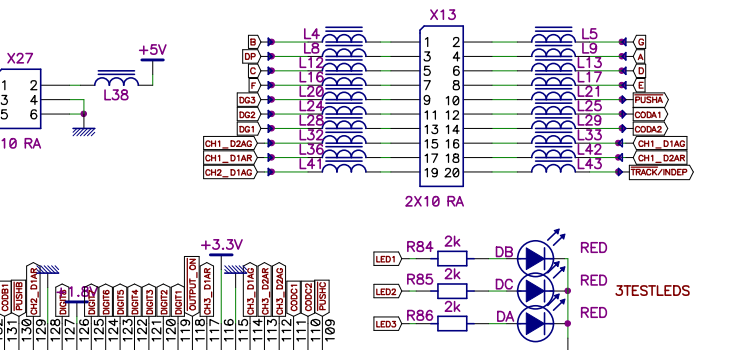 X13
X27
+5V
L38
1 2
3 4
5 6
10 RA
B L4 1 2 L5 G
DP L8 3 4 L9 A
C L12 5 6 L13 D
F L16 7 8 L17 E
DG3 L20 9 10 L21 PUSHA
DG2 L24 11 12 L25 CODA1
DG1 L28 13 14 L29 CODA2
CH1_D2AG L32 15 16 L33 CH1_D1AG
CH1_D1AR L36 17 18 L42 CH1_D2AR
CH2_D1AG L41 19 20 L43 TRACK/INDEP
2X10 RA
+3.3V
+1.8V
CODB1
PUSHB
CH2_D1AR
DIGIT8
DIGIT7
DIGIT6
DIGIT5
DIGIT4
DIGIT3
DIGIT2
DIGIT1
OUTPUT_ON
CH3_D1AR
CH3_D1AG
CH3_D2AR
CH3_D2AG
CODC1
CODC2
PUSHC
132 131 130 129 128 127 126 125 124 123 122 121 120 119 118 117 116 115 114 113 112 111 110 109
LED1 R84 2k DB RED
LED2 R85 2k DC RED
LED3 R86 2k DA RED
3TESTLEDS